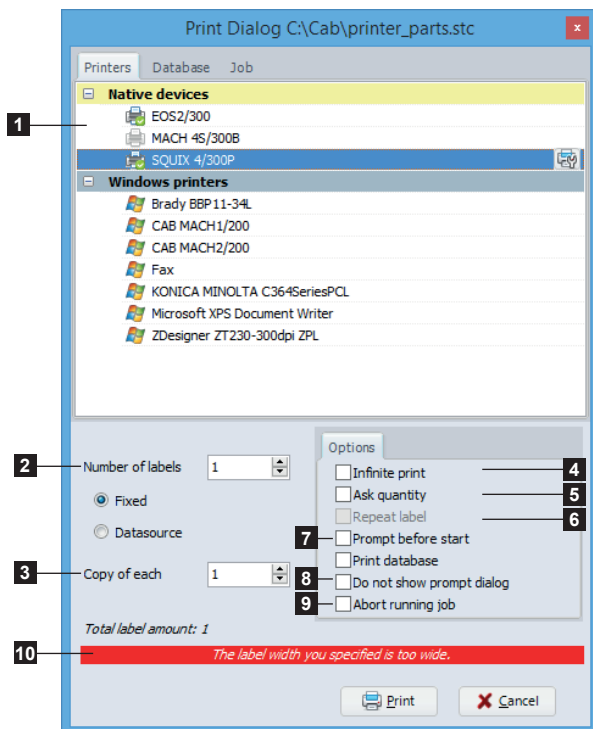 Print Dialog C:\Cab\printer_parts.stc
x
Printers Database Job
Native devices
1
EOS2/300
MACH 4S/300B
SQUIX 4/300P
Windows printers
Brady BBP11-34L
CAB MACH1/200
CAB MACH2/200
Fax
KONICA MINOLTA C364SeriesPCL
Microsoft XPS Document Writer
ZDesigner ZT230-300dpi ZPL
2
Number of labels 1
Fixed
Datasource
3
Copy of each 1
Options
Infinite print 4
Ask quantity 5
Repeat label 6
7 Prompt before start
Print database
8 Do not show prompt dialog
9 Abort running job
Total label amount: 1
10
The label width you specified is too wide.
Print Cancel